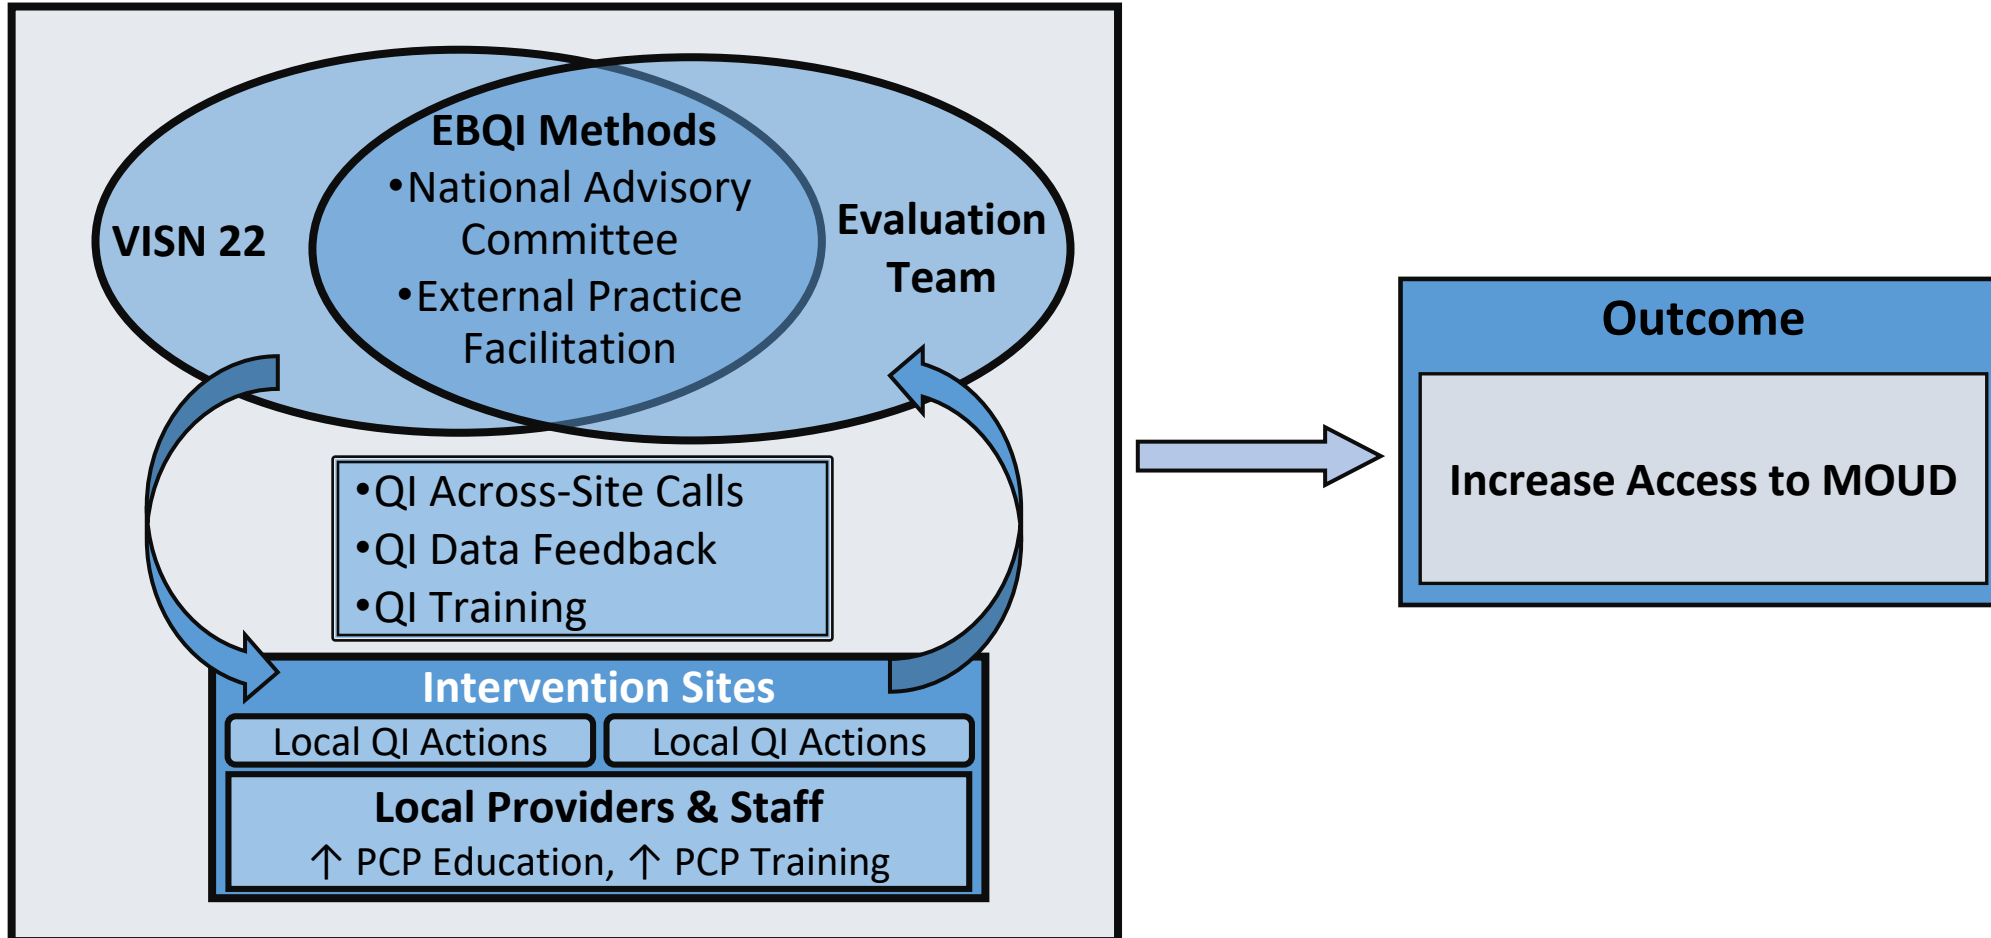 EBQI Methods
•National Advisory
Committee
•External Practice
Facilitation
VISN 22
Evaluation
Team
•QI Across-Site Calls
•QI Data Feedback
•QI Training
Intervention Sites
Local QI Actions
Local QI Actions
Local Providers & Staff
↑ PCP Education, ↑ PCP Training
Outcome
Increase Access to MOUD